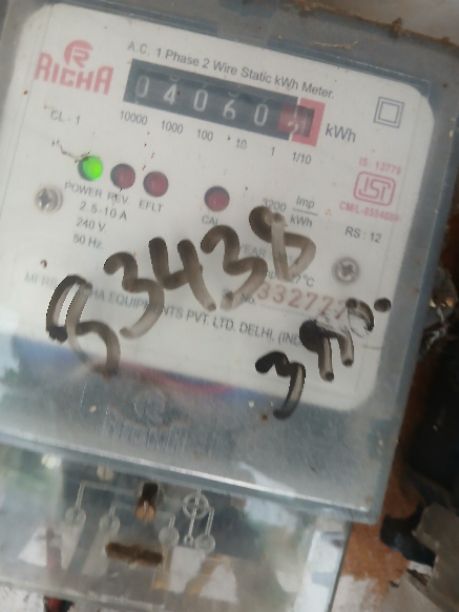 RICHA
A.C. 1 Phase 2 Wire Static kWh Meter.
04060
kWh
10000 1000 100 10 1 1/10
CL - 1
POWER REV. EFLT CAL
3200 Imp/kWh
IS: 13779
ISI
RS : 12
2.5-10 A
240 V.
50 Hz.
83438
EQUIPMENTS PVT. LTD. DELHI,